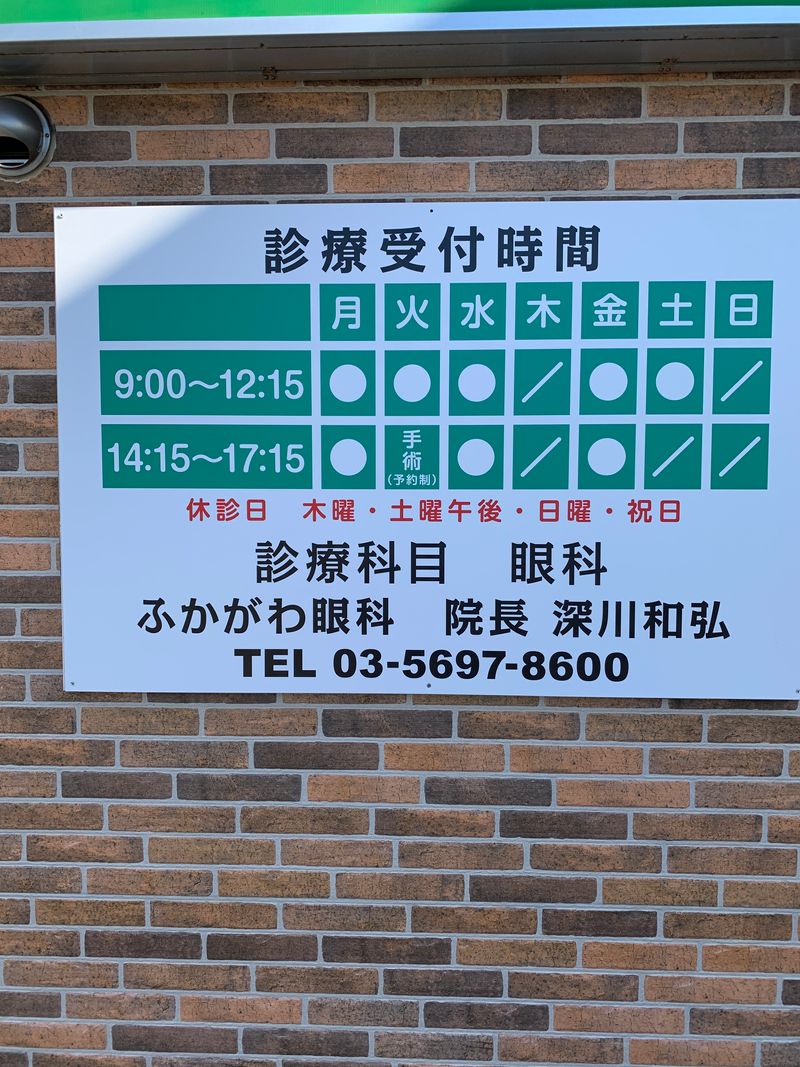 診療受付時間
月 火 水 木 金 土 日
9:00〜12:15 ● ● ● ／ ● ● ／
14:15〜17:15 ● 手術(予約制) ● ／ ● ／ ／
休診日　木曜・土曜午後・日曜・祝日
診療科目　眼科
ふかがわ眼科　院長 深川和弘
TEL 03-5697-8600